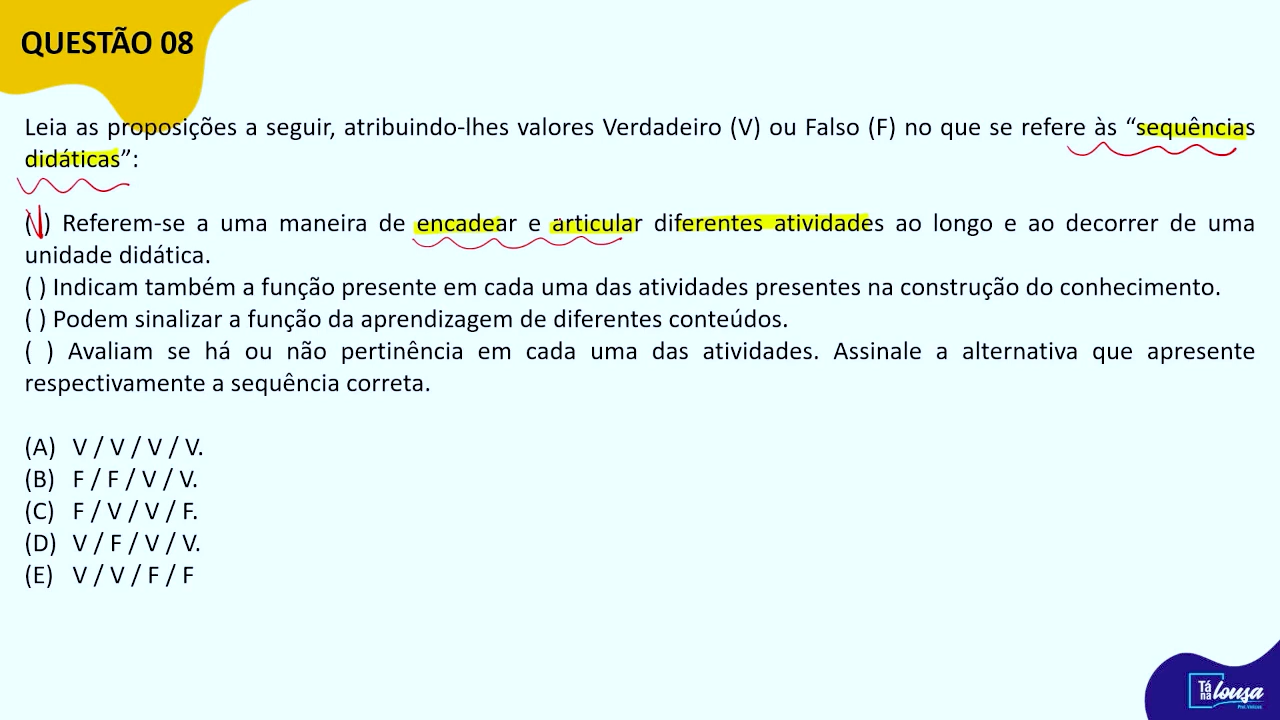 QUESTÃO 08
Leia as proposições a seguir, atribuindo-lhes valores Verdadeiro (V) ou Falso (F) no que se refere às “sequências
didáticas”:
(V) Referem-se a uma maneira de encadear e articular diferentes atividades ao longo e ao decorrer de uma
unidade didática.
( ) Indicam também a função presente em cada uma das atividades presentes na construção do conhecimento.
( ) Podem sinalizar a função da aprendizagem de diferentes conteúdos.
( ) Avaliam se há ou não pertinência em cada uma das atividades. Assinale a alternativa que apresente
respectivamente a sequência correta.
(A) V / V / V / V.
(B) F / F / V / V.
(C) F / V / V / F.
(D) V / F / V / V.
(E) V / V / F / F
Tá
na lousa